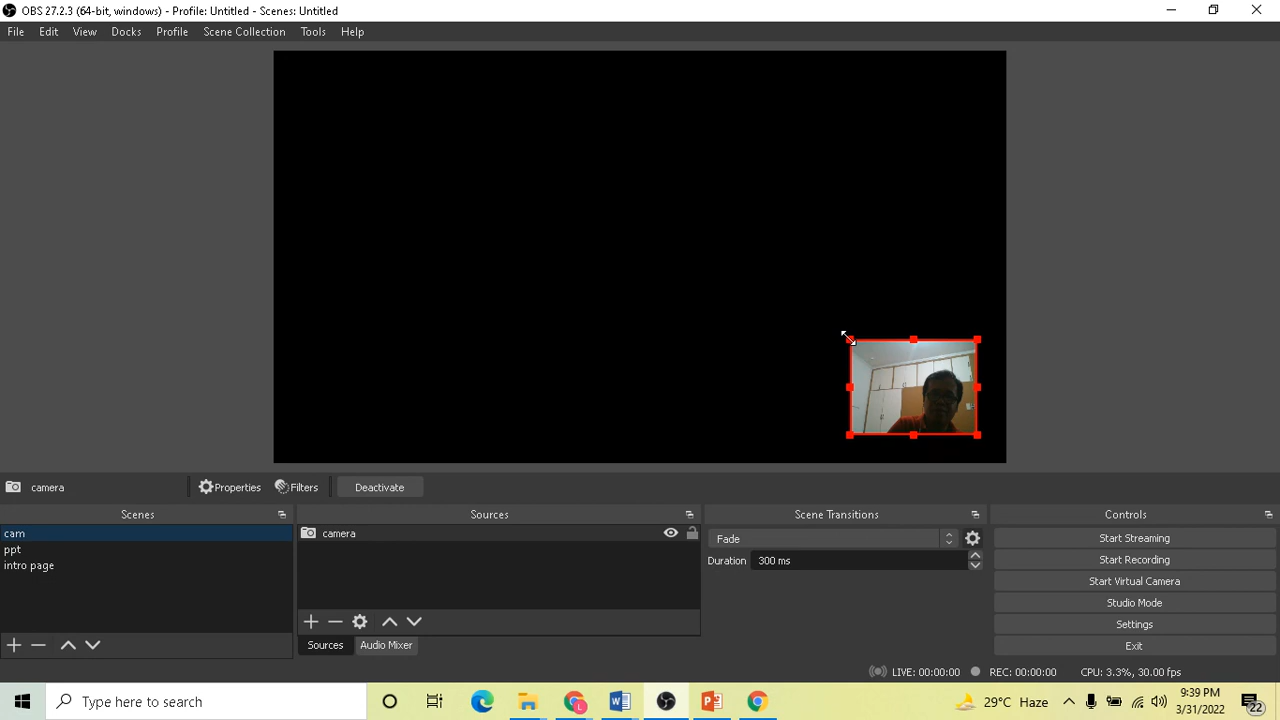 OBS 27.2.3 (64-bit, windows) - Profile: Untitled - Scenes: Untitled
File Edit View Docks Profile Scene Collection Tools Help
camera Properties Filters Deactivate
Scenes Sources Scene Transitions Controls
cam
ppt
intro page
camera
Sources Audio Mixer
Fade
Duration 300 ms
Start Streaming
Start Recording
Start Virtual Camera
Studio Mode
Settings
Exit
LIVE: 00:00:00 REC: 00:00:00 CPU: 3.3%, 30.00 fps
Type here to search
29°C Haze
9:39 PM
3/31/2022
22